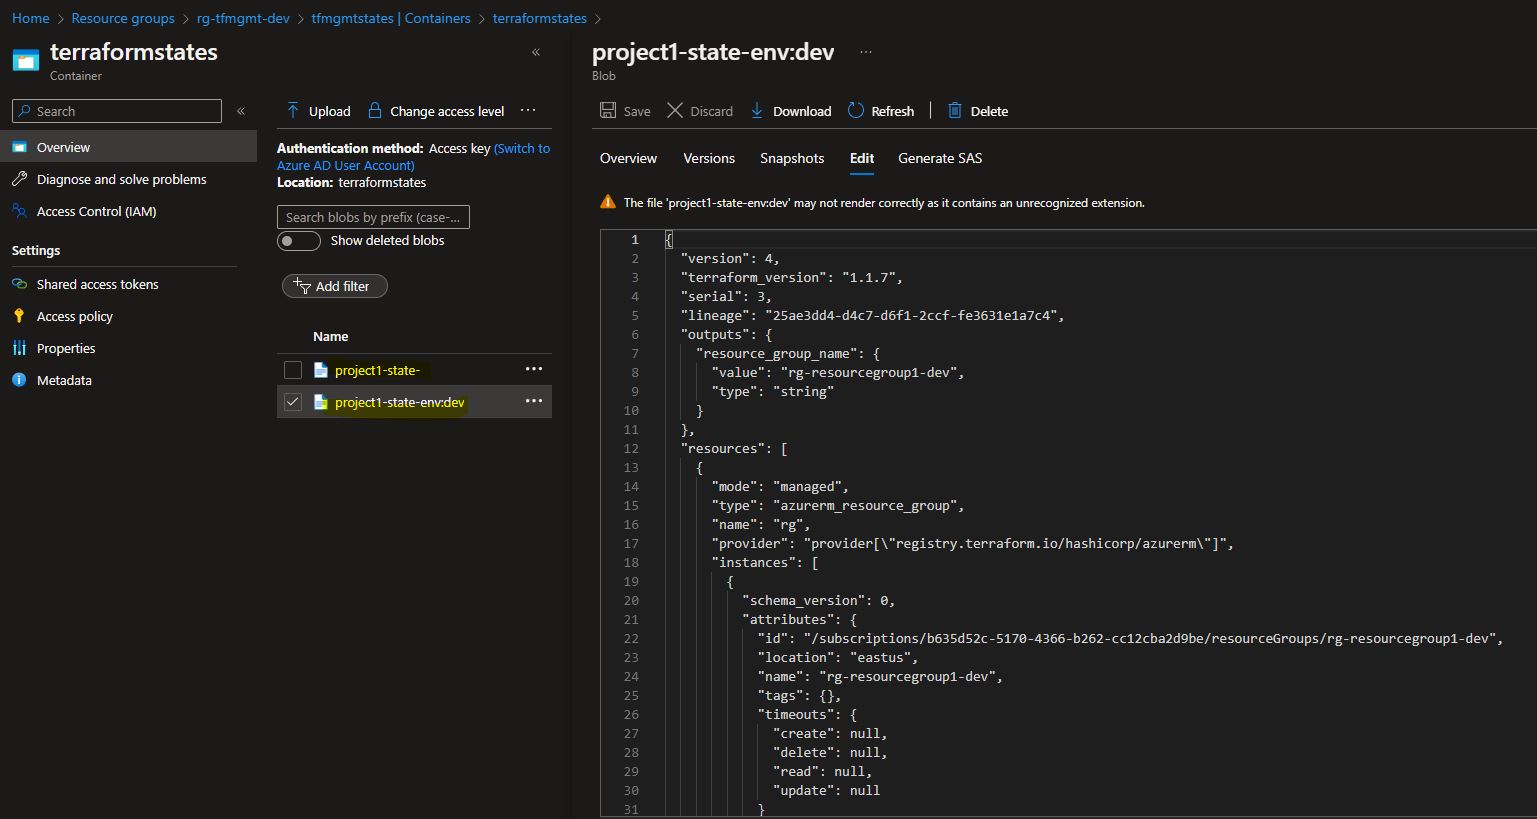 Home > Resource groups > rg-tfmgmt-dev > tfmgmtstates | Containers > terraformstates >
terraformstates
Container
Search
Overview
Diagnose and solve problems
Access Control (IAM)
Settings
Shared access tokens
Access policy
Properties
Metadata
Upload
Change access level
Authentication method: Access key (Switch to
Azure AD User Account)
Location: terraformstates
Search blobs by prefix (case-...
Show deleted blobs
Add filter
Name
project1-state-
project1-state-env:dev
project1-state-env:dev
Blob
Save
Discard
Download
Refresh
Delete
Overview
Versions
Snapshots
Edit
Generate SAS
The file 'project1-state-env:dev' may not render correctly as it contains an unrecognized extension.
1 {
2 "version": 4,
3 "terraform_version": "1.1.7",
4 "serial": 3,
5 "lineage": "25ae3dd4-d4c7-d6f1-2ccf-fe3631e1a7c4",
6 "outputs": {
7 "resource_group_name": {
8 "value": "rg-resourcegroup1-dev",
9 "type": "string"
10 }
11 },
12 "resources": [
13 {
14 "mode": "managed",
15 "type": "azurerm_resource_group",
16 "name": "rg",
17 "provider": "provider[\"registry.terraform.io/hashicorp/azurerm\"]",
18 "instances": [
19 {
20 "schema_version": 0,
21 "attributes": {
22 "id": "/subscriptions/b635d52c-5170-4366-b262-cc12cba2d9be/resourceGroups/rg-resourcegroup1-dev",
23 "location": "eastus",
24 "name": "rg-resourcegroup1-dev",
25 "tags": {},
26 "timeouts": {
27 "create": null,
28 "delete": null,
29 "read": null,
30 "update": null
31 }